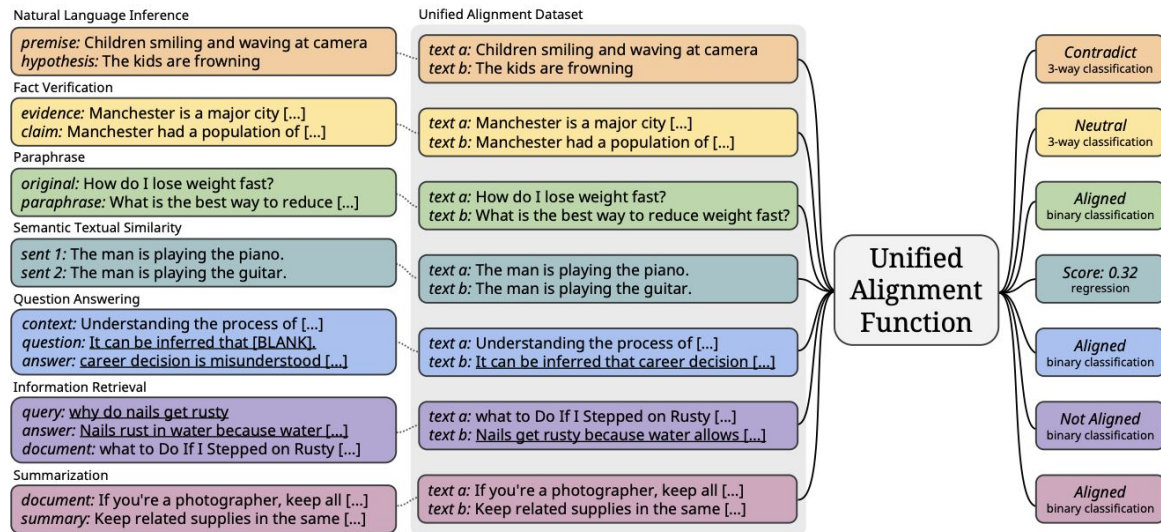 Natural Language Inference
premise: Children smiling and waving at camera
hypothesis: The kids are frowning
Fact Verification
evidence: Manchester is a major city [...]
claim: Manchester had a population of [...]
Paraphrase
original: How do I lose weight fast?
paraphrase: What is the best way to reduce [...]
Semantic Textual Similarity
sent 1: The man is playing the piano.
sent 2: The man is playing the guitar.
Question Answering
context: Understanding the process of [...]
question: It can be inferred that [BLANK].
answer: career decision is misunderstood [...]
Information Retrieval
query: why do nails get rusty
answer: Nails rust in water because water [...]
document: what to Do If I Stepped on Rusty [...]
Summarization
document: If you're a photographer, keep all [...]
summary: Keep related supplies in the same [...]
Unified Alignment Dataset
text a: Children smiling and waving at camera
text b: The kids are frowning
text a: Manchester is a major city [...]
text b: Manchester had a population of [...]
text a: How do I lose weight fast?
text b: What is the best way to reduce weight fast?
text a: The man is playing the piano.
text b: The man is playing the guitar.
text a: Understanding the process of [...]
text b: It can be inferred that career decision [...]
text a: what to Do If I Stepped on Rusty [...]
text b: Nails get rusty because water allows [...]
text a: If you're a photographer, keep all [...]
text b: Keep related supplies in the same [...]
Unified
Alignment
Function
Contradict
3-way classification
Neutral
3-way classification
Aligned
binary classification
Score: 0.32
regression
Aligned
binary classification
Not Aligned
binary classification
Aligned
binary classification